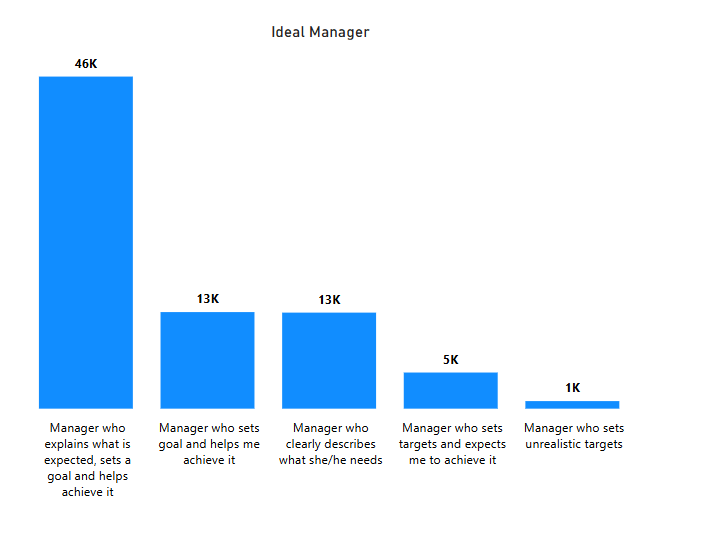 Ideal Manager
46K
13K
13K
5K
1K
Manager who
explains what is
expected, sets a
goal and helps
achieve it
Manager who sets
goal and helps me
achieve it
Manager who
clearly describes
what she/he needs
Manager who sets
targets and expects
me to achieve it
Manager who sets
unrealistic targets